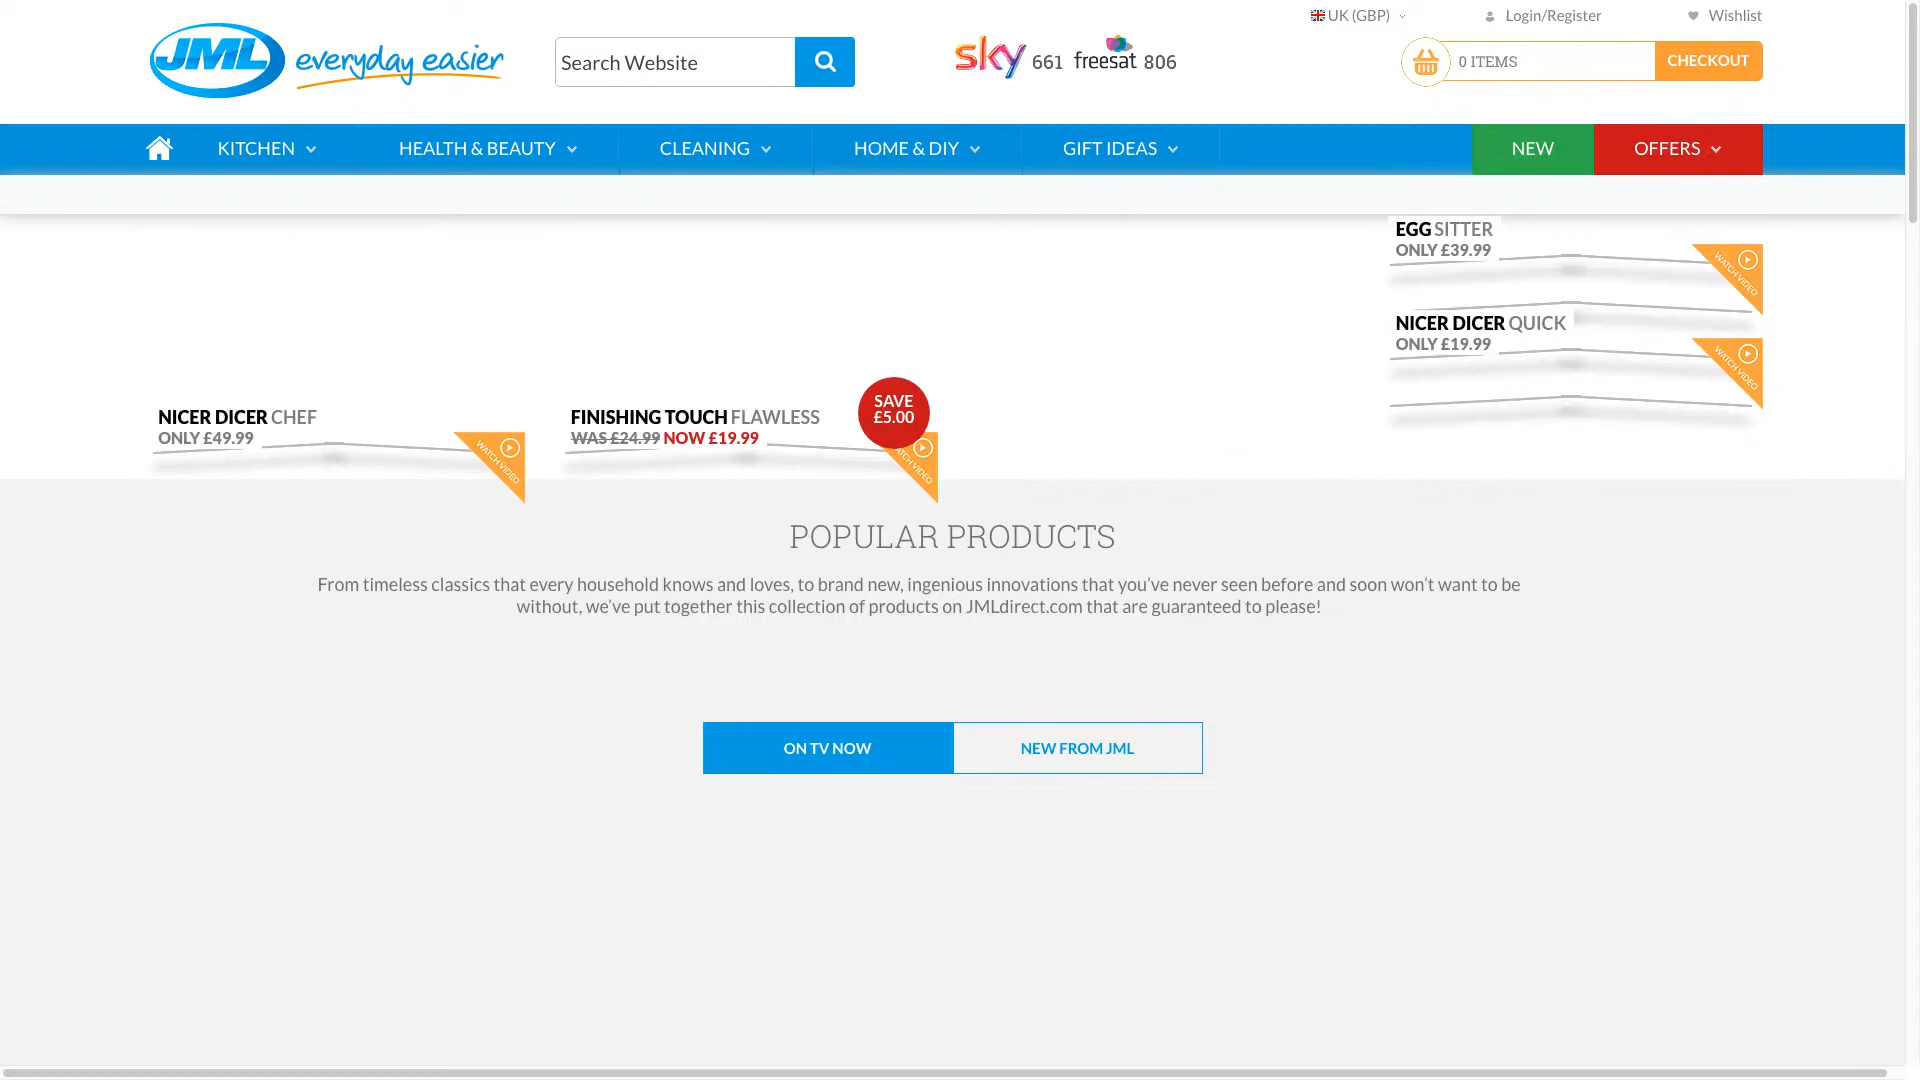 UK (GBP)
Login/Register
Wishlist
JML everyday easier
Search Website
sky 661 freesat 806
0 ITEMS
CHECKOUT
KITCHEN
HEALTH & BEAUTY
CLEANING
HOME & DIY
GIFT IDEAS
NEW
OFFERS
EGG SITTER
ONLY £39.99
WATCH VIDEO
NICER DICER QUICK
ONLY £19.99
WATCH VIDEO
NICER DICER CHEF
ONLY £49.99
WATCH VIDEO
FINISHING TOUCH FLAWLESS
WAS £24.99 NOW £19.99
SAVE
£5.00
WATCH VIDEO
POPULAR PRODUCTS
From timeless classics that every household knows and loves, to brand new, ingenious innovations that you've never seen before and soon won't want to be
without, we've put together this collection of products on JMLdirect.com that are guaranteed to please!
ON TV NOW
NEW FROM JML